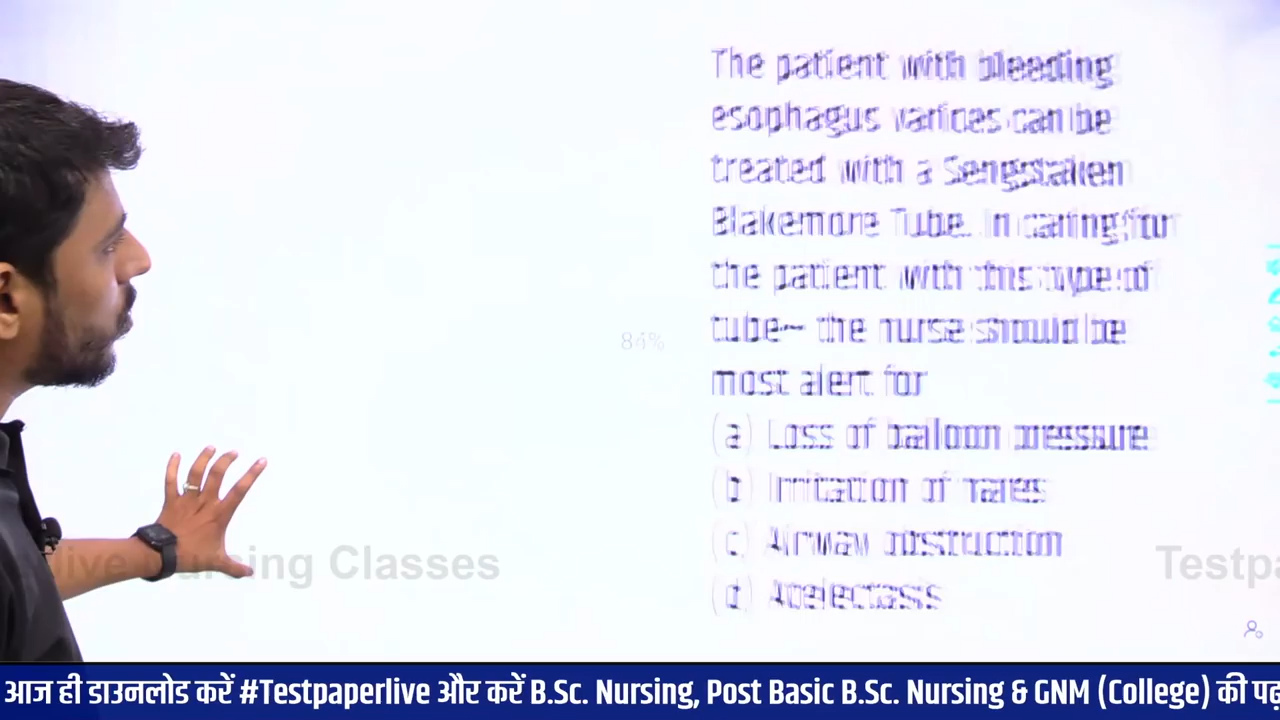 The patient with bleeding
esophagus varices can be
treated with a Sengstaken
Blakemore Tube. In caring for
the patient with this type of
tube- the nurse should be
most alert for
84%
(a) Loss of balloon pressure
(b) Irritation of nares
(c) Airway obstruction
(d) Atelectasis
ive Nursing Classes
Testpa
आज ही डाउनलोड करें #Testpaperlive और करें B.Sc. Nursing, Post Basic B.Sc. Nursing & GNM (College) की